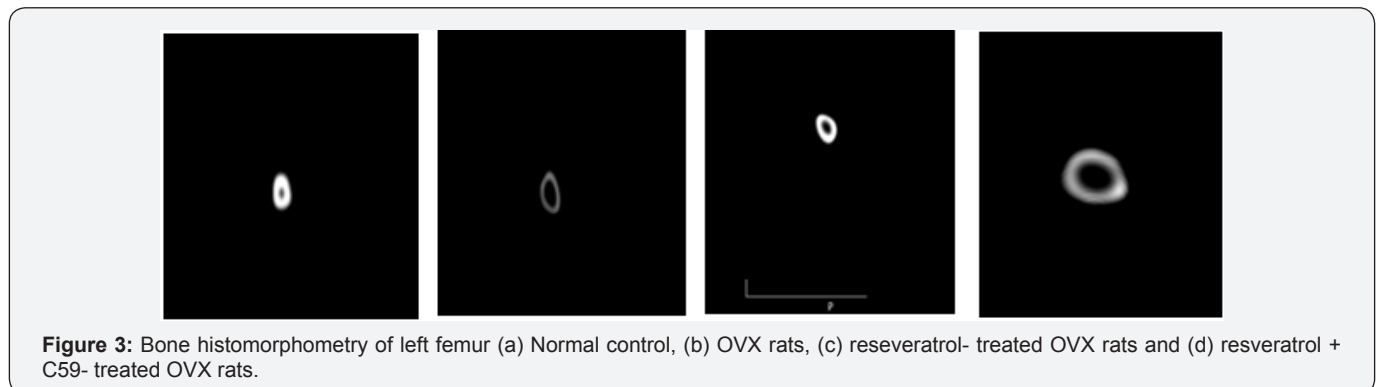 Figure 3: Bone histomorphometry of left femur (a) Normal control, (b) OVX rats, (c) reseveratrol- treated OVX rats and (d) resveratrol +
C59- treated OVX rats.